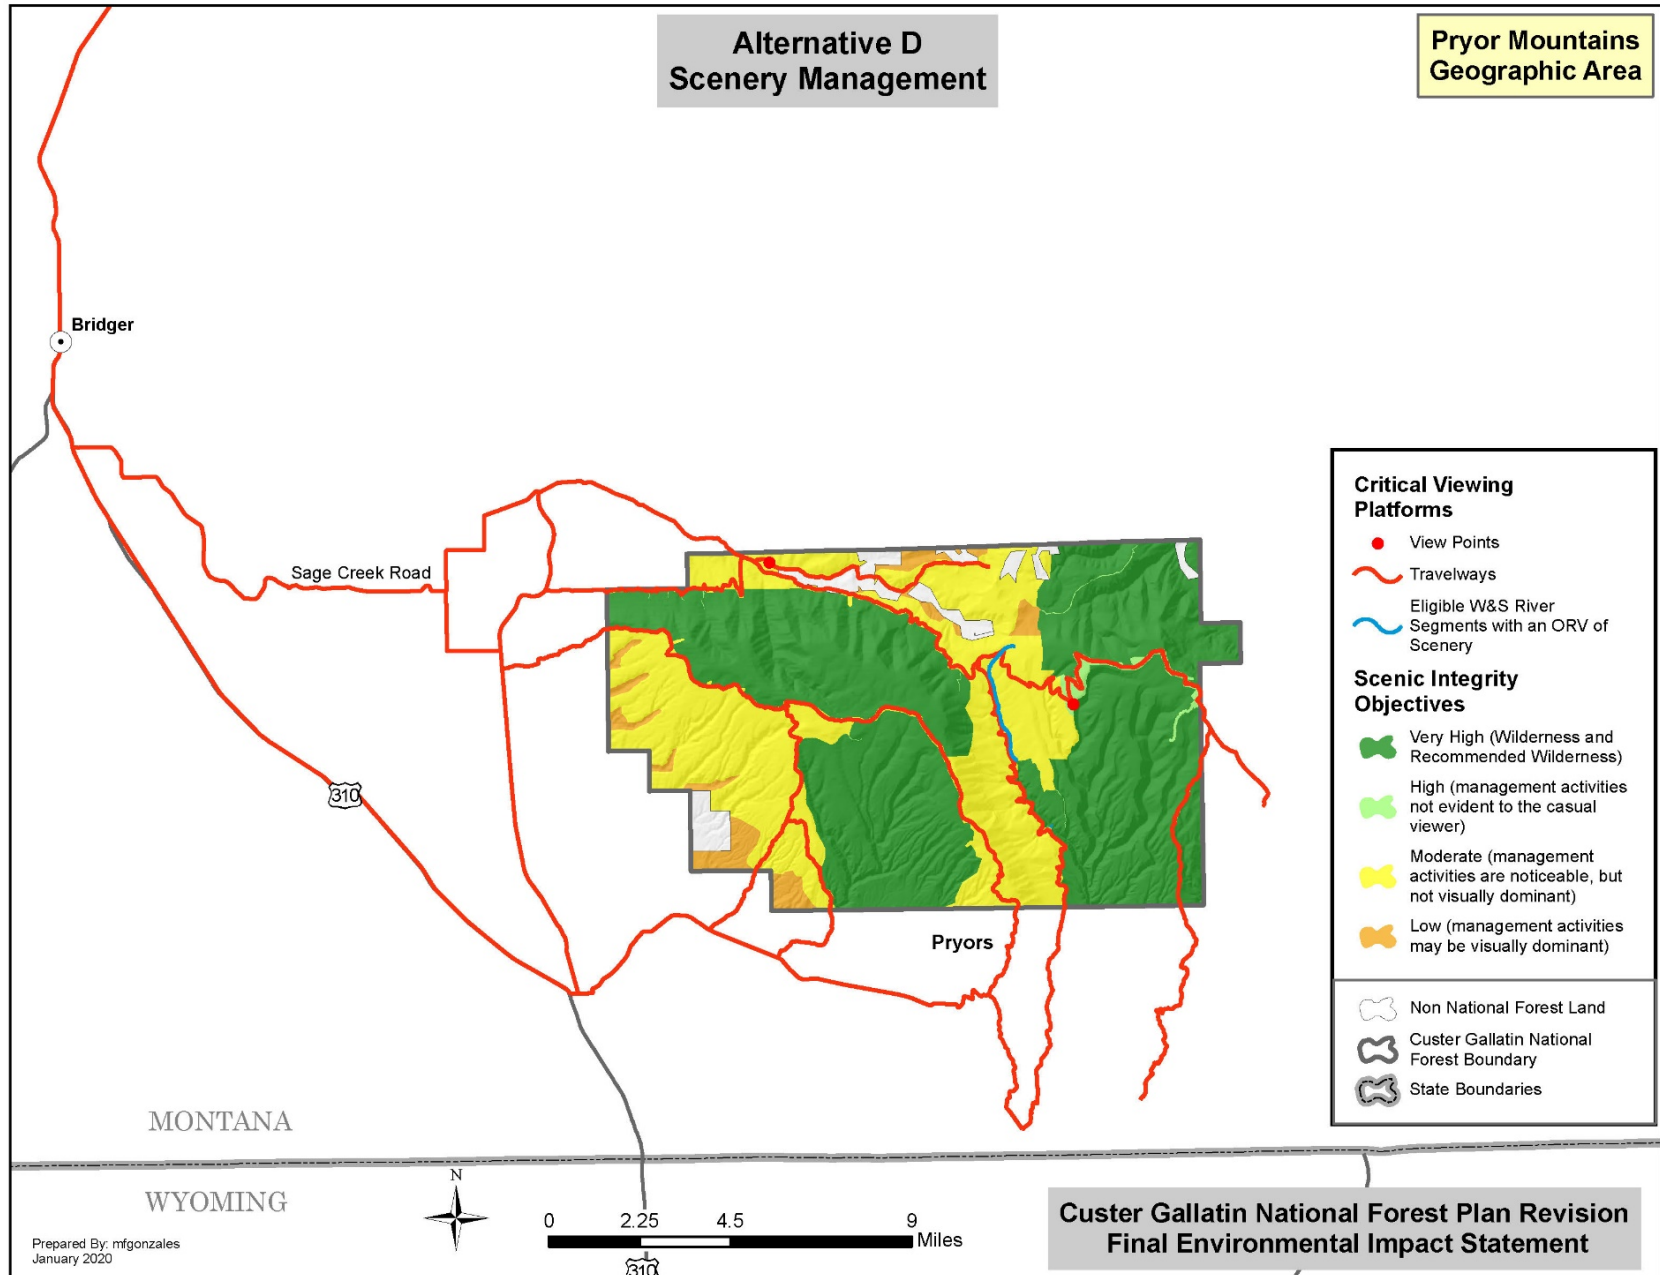 Alternative D
Scenery Management
Pryor Mountains
Geographic Area
Bridger
Sage Creek Road
310
Pryors
Critical Viewing
Platforms
View Points
Travelways
Eligible W&S River
Segments with an ORV of
Scenery
Scenic Integrity
Objectives
Very High (Wilderness and
Recommended Wilderness)
High (management activities
not evident to the casual
viewer)
Moderate (management
activities are noticeable, but
not visually dominant)
Low (management activities
may be visually dominant)
Non National Forest Land
Custer Gallatin National
Forest Boundary
State Boundaries
MONTANA
WYOMING
N
0 2.25 4.5 9
Miles
310
Prepared By: mfgonzales
January 2020
Custer Gallatin National Forest Plan Revision
Final Environmental Impact Statement